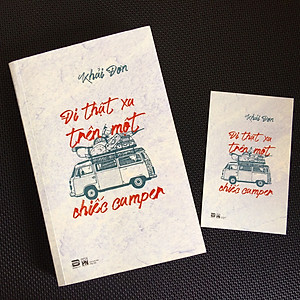 Khải Đơn
Đi thật xa
trên một
chiếc camper
Khải Đơn
Đi thật xa
trên một
chiếc camper